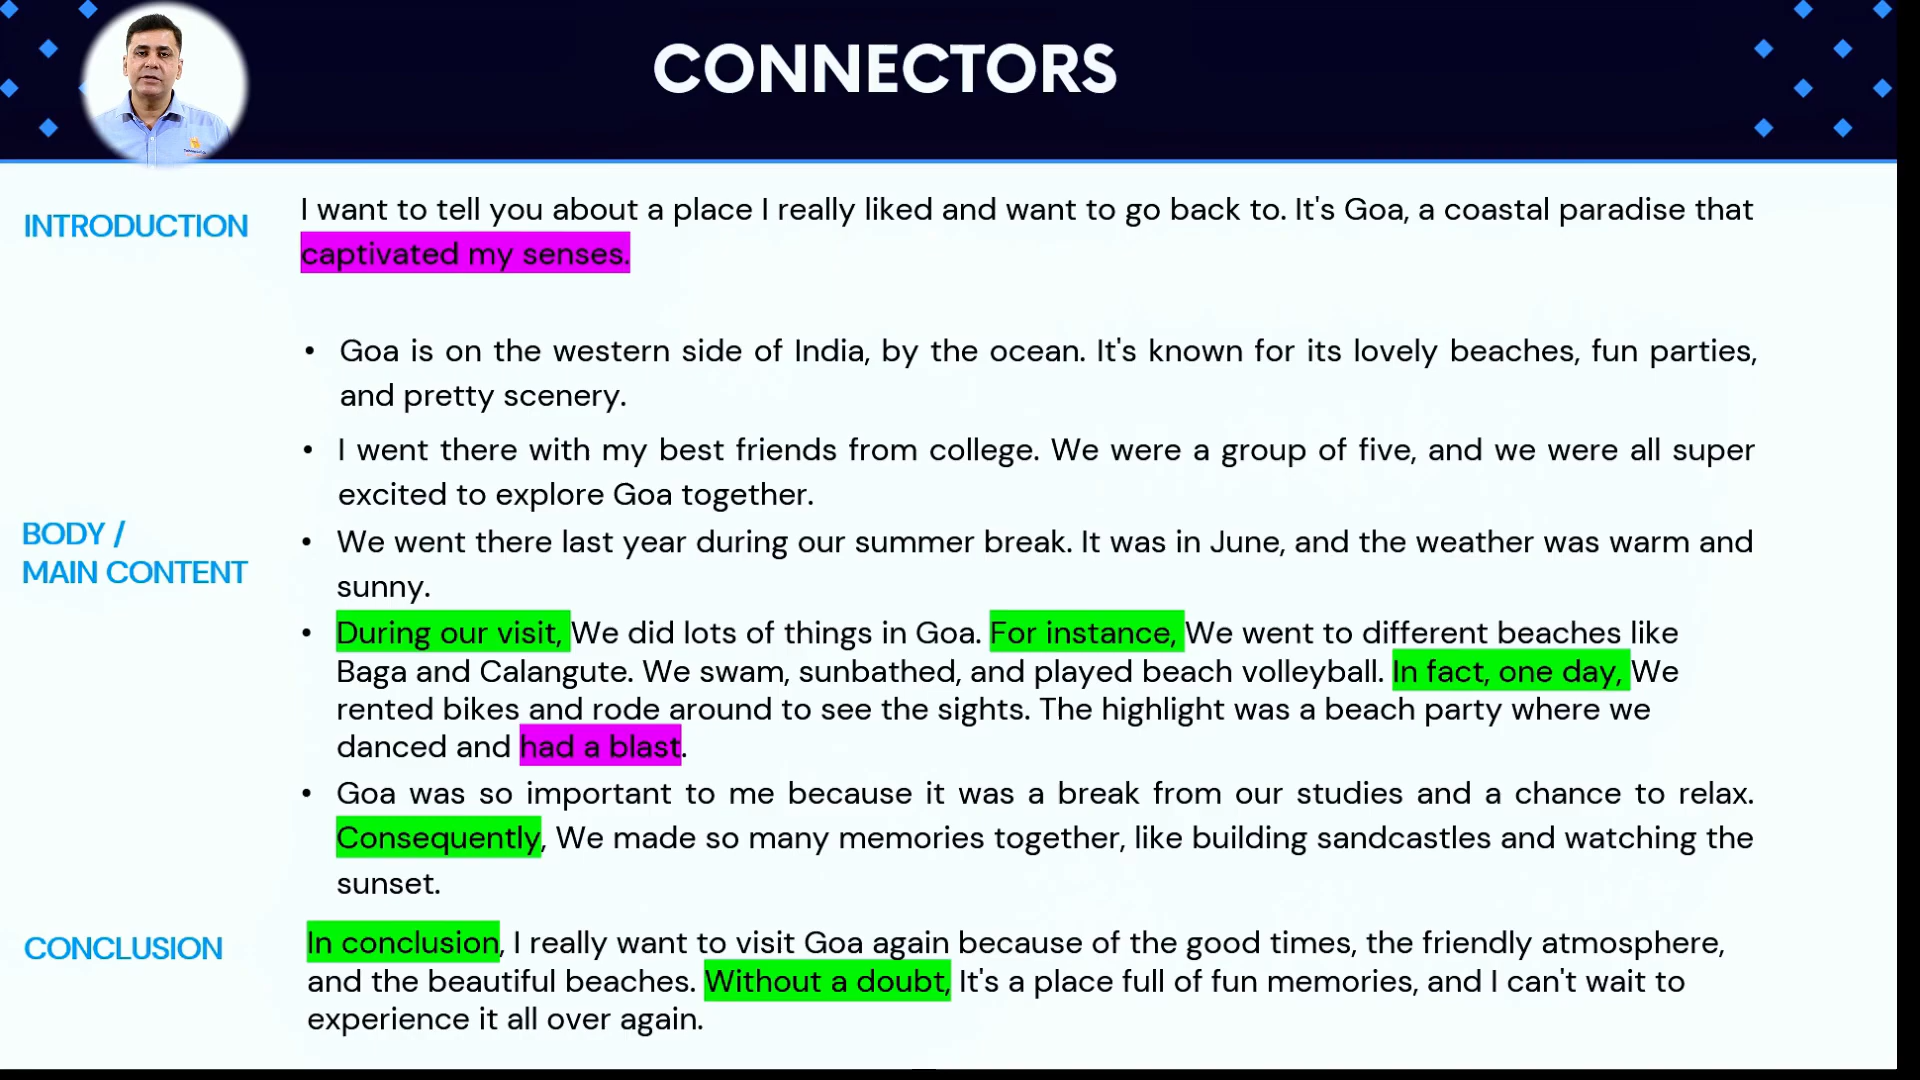 CONNECTORS
INTRODUCTION
I want to tell you about a place I really liked and want to go back to. It's Goa, a coastal paradise that
captivated my senses.
• Goa is on the western side of India, by the ocean. It's known for its lovely beaches, fun parties,
and pretty scenery.
• I went there with my best friends from college. We were a group of five, and we were all super
excited to explore Goa together.
BODY /
MAIN CONTENT
• We went there last year during our summer break. It was in June, and the weather was warm and
sunny.
• During our visit, We did lots of things in Goa. For instance, We went to different beaches like
Baga and Calangute. We swam, sunbathed, and played beach volleyball. In fact, one day, We
rented bikes and rode around to see the sights. The highlight was a beach party where we
danced and had a blast.
• Goa was so important to me because it was a break from our studies and a chance to relax.
Consequently, We made so many memories together, like building sandcastles and watching the
sunset.
CONCLUSION
In conclusion, I really want to visit Goa again because of the good times, the friendly atmosphere,
and the beautiful beaches. Without a doubt, It's a place full of fun memories, and I can't wait to
experience it all over again.